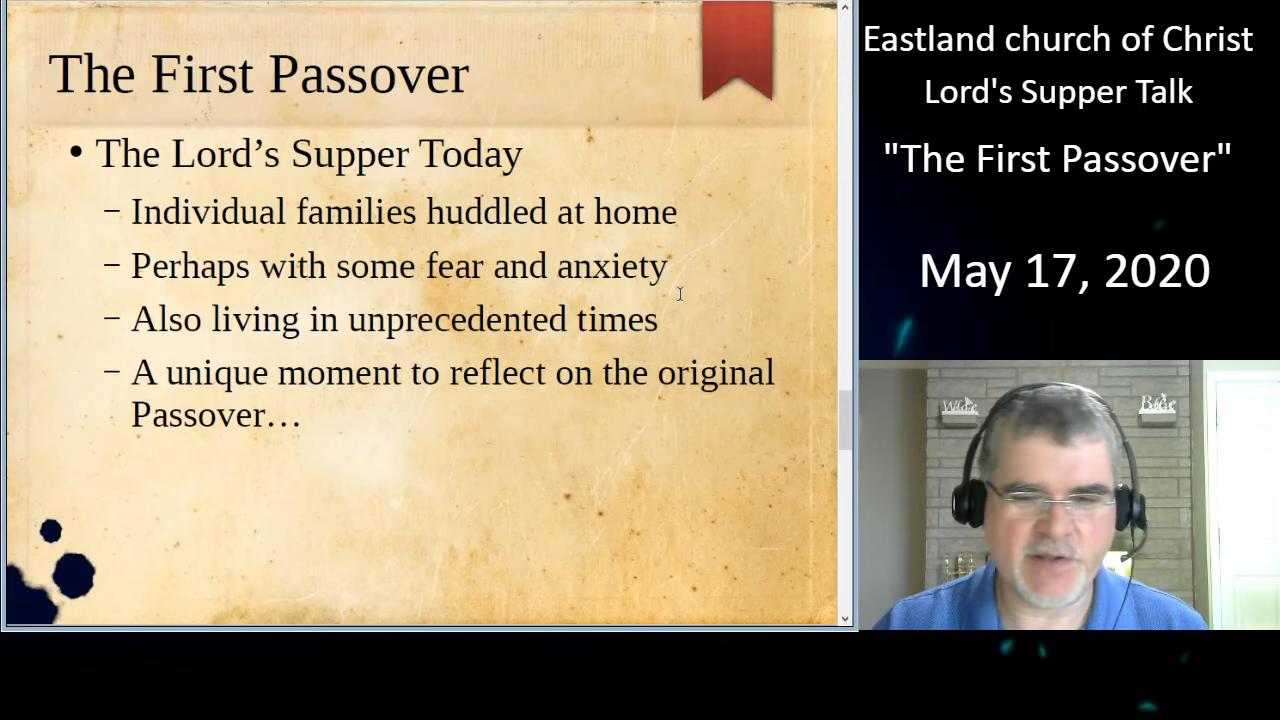 The First Passover
• The Lord’s Supper Today
– Individual families huddled at home
– Perhaps with some fear and anxiety
– Also living in unprecedented times
– A unique moment to reflect on the original
Passover…
Eastland church of Christ
Lord's Supper Talk
"The First Passover"
May 17, 2020
Believe